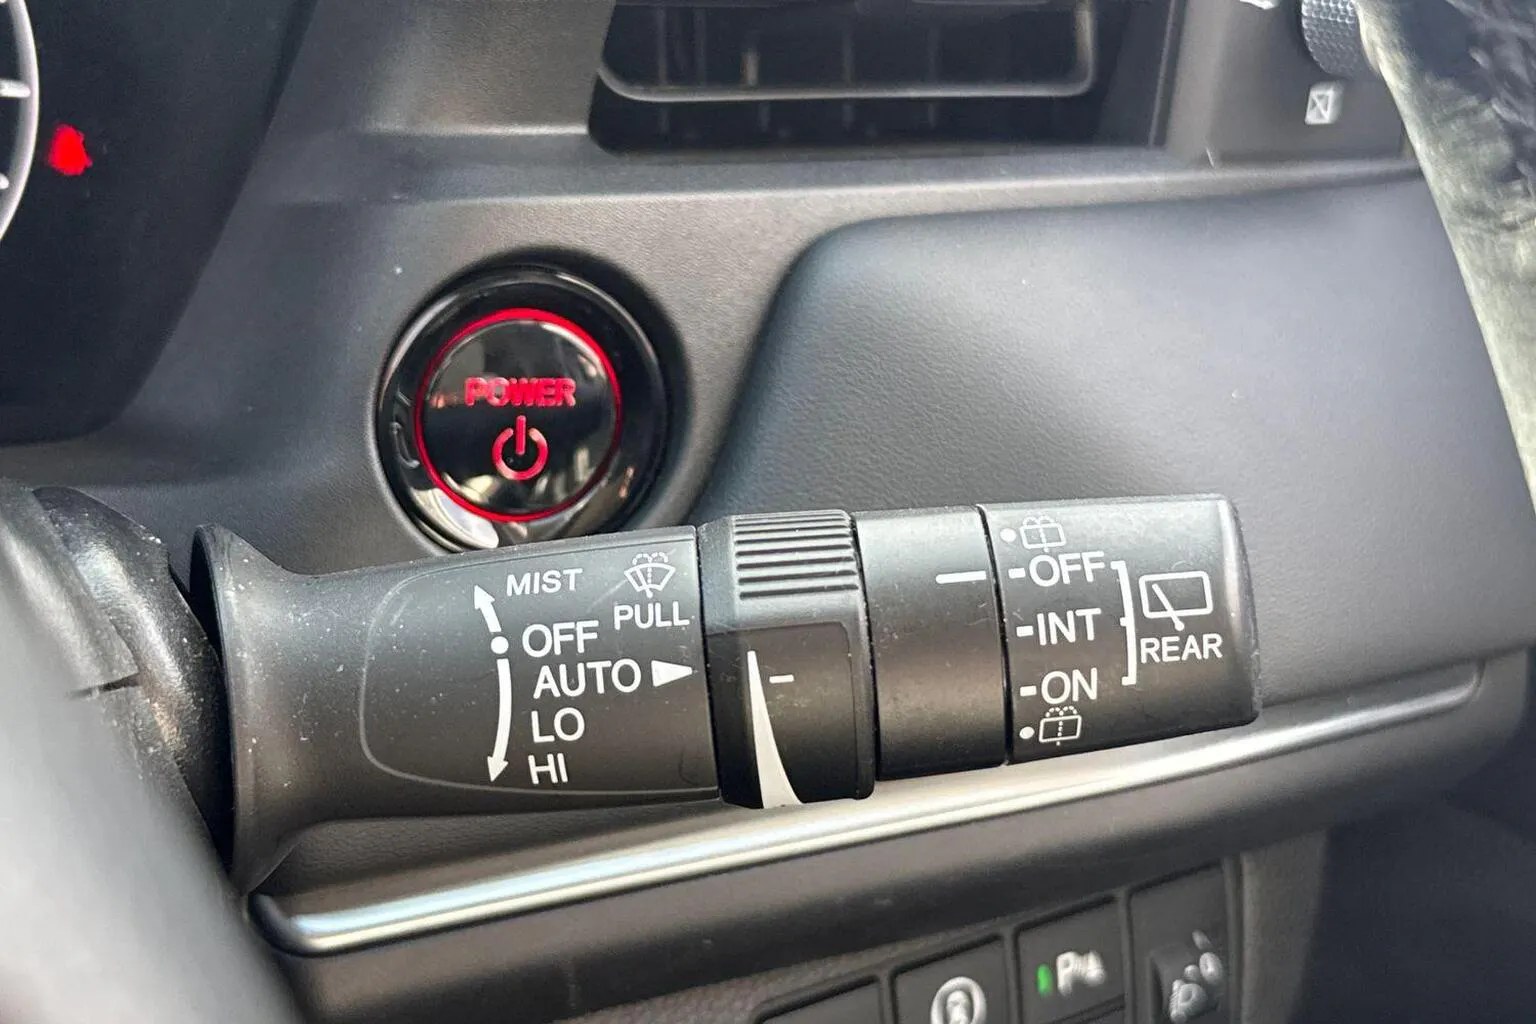 POWER
MIST
PULL
OFF
AUTO
LO
HI
OFF
INT
ON
REAR
P